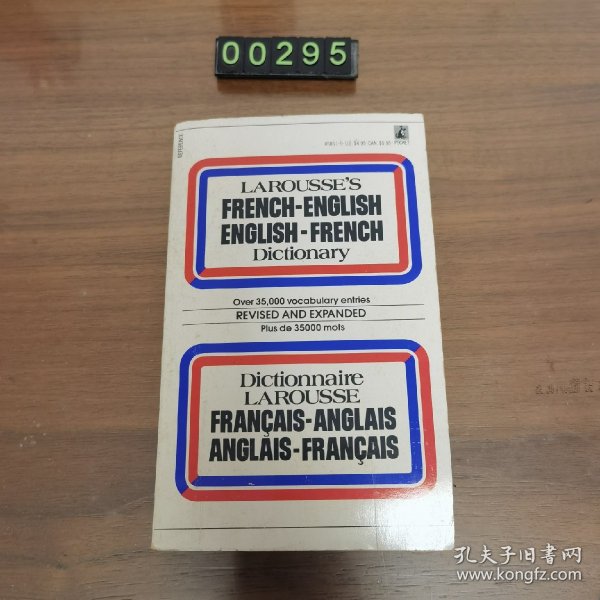 00295
POCKET
LAROUSSE'S
FRENCH-ENGLISH
ENGLISH-FRENCH
Dictionary
Over 35,000 vocabulary entries
REVISED AND EXPANDED
Plus de 35000 mots
Dictionnaire
LAROUSSE
FRANÇAIS-ANGLAIS
ANGLAIS-FRANÇAIS
孔夫子旧书网
www.kongfz.com